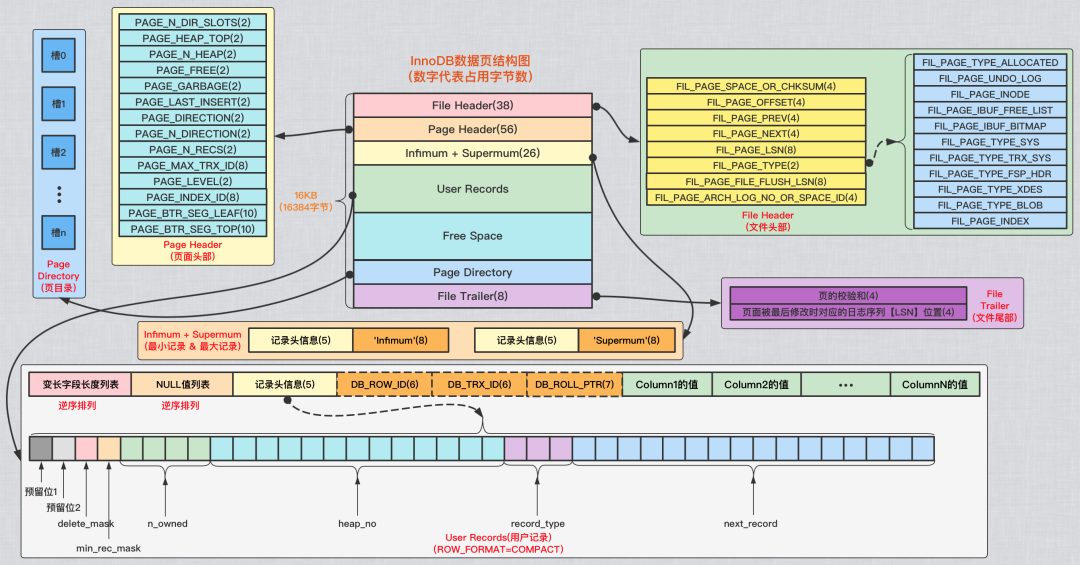 槽0
槽1
槽2
槽n
Page
Directory
(页目录)
PAGE_N_DIR_SLOTS(2)
PAGE_HEAP_TOP(2)
PAGE_N_HEAP(2)
PAGE_FREE(2)
PAGE_GARBAGE(2)
PAGE_LAST_INSERT(2)
PAGE_DIRECTION(2)
PAGE_N_DIRECTION(2)
PAGE_N_RECS(2)
PAGE_MAX_TRX_ID(8)
PAGE_LEVEL(2)
PAGE_INDEX_ID(8)
PAGE_BTR_SEG_LEAF(10)
PAGE_BTR_SEG_TOP(10)
Page Header
(页面头部)
InnoDB数据页结构图
(数字代表占用字节数)
File Header(38)
Page Header(56)
Infimum + Supermum(26)
User Records
Free Space
Page Directory
File Trailer(8)
16KB
(16384字节)
FIL_PAGE_SPACE_OR_CHKSUM(4)
FIL_PAGE_OFFSET(4)
FIL_PAGE_PREV(4)
FIL_PAGE_NEXT(4)
FIL_PAGE_LSN(8)
FIL_PAGE_TYPE(2)
FIL_PAGE_FILE_FLUSH_LSN(8)
FIL_PAGE_ARCH_LOG_NO_OR_SPACE_ID(4)
File Header
(文件头部)
FIL_PAGE_TYPE_ALLOCATED
FIL_PAGE_UNDO_LOG
FIL_PAGE_INODE
FIL_PAGE_IBUF_FREE_LIST
FIL_PAGE_IBUF_BITMAP
FIL_PAGE_TYPE_SYS
FIL_PAGE_TYPE_TRX_SYS
FIL_PAGE_TYPE_FSP_HDR
FIL_PAGE_TYPE_XDES
FIL_PAGE_TYPE_BLOB
FIL_PAGE_INDEX
页的校验和(4)
页面被最后修改时对应的日志序列【LSN】位置(4)
File
Trailer
(文件尾部)
Infimum + Supermum
(最小记录 & 最大记录)
记录头信息(5) 'Infimum'(8) 记录头信息(5) 'Supermum'(8)
变长字段长度列表 NULL值列表 记录头信息(5) DB_ROW_ID(6) DB_TRX_ID(6) DB_ROLL_PTR(7) Column1的值 Column2的值 ••• ColumnN的值
逆序排列 逆序排列
预留位1
预留位2
delete_mask n_owned heap_no record_type next_record
min_rec_mask
User Records(用户记录)
(ROW_FORMAT=COMPACT)